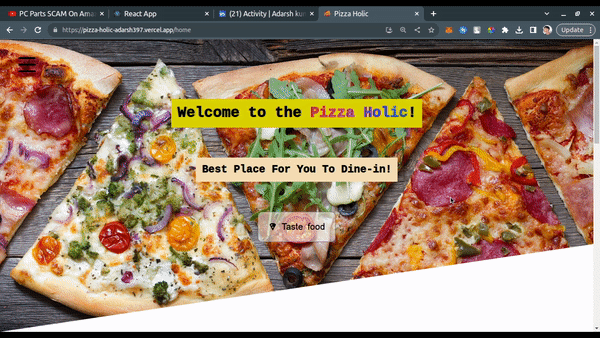 PC Parts SCAM On Ama
React App
(21) Activity | Adarsh ku
Pizza Holic
https://pizza-holic-adarsh397.vercel.app/home
Update
Welcome to the Pizza Holic!
Best Place For You To Dine-in!
Taste food